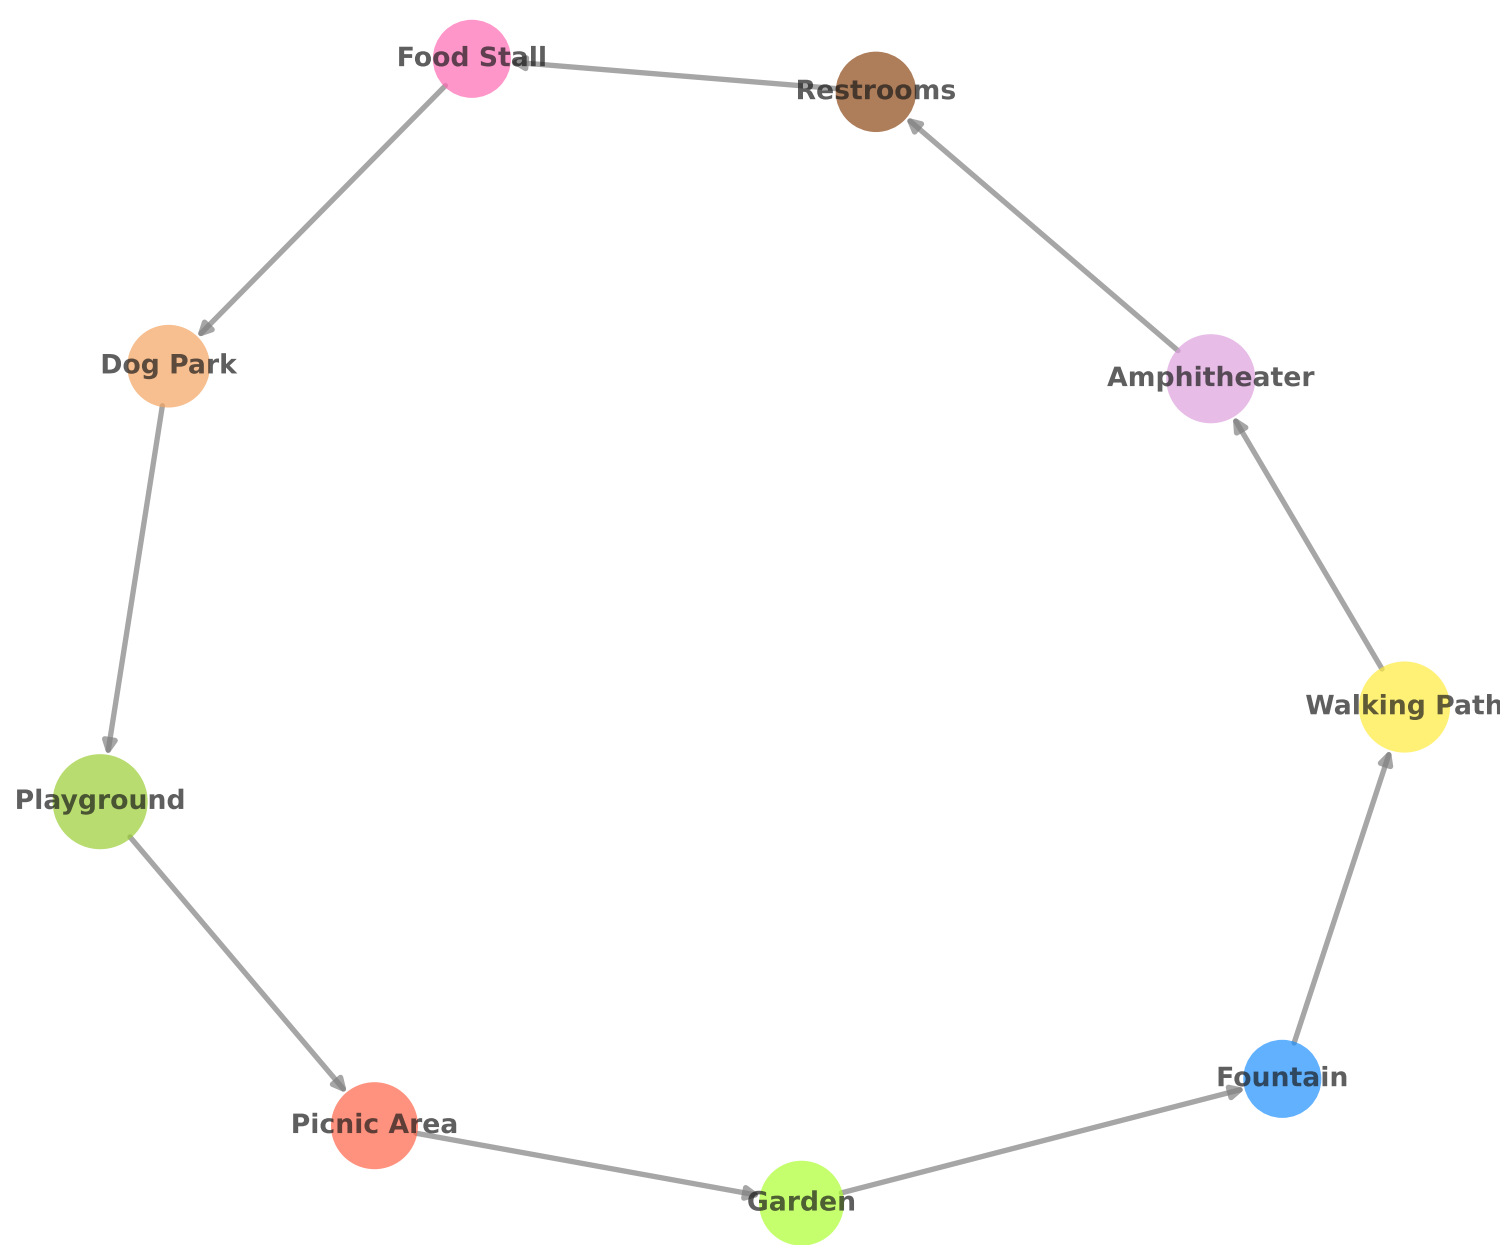 Food Stall
Restrooms
Dog Park
Amphitheater
Walking Path
Playground
Fountain
Picnic Area
Garden